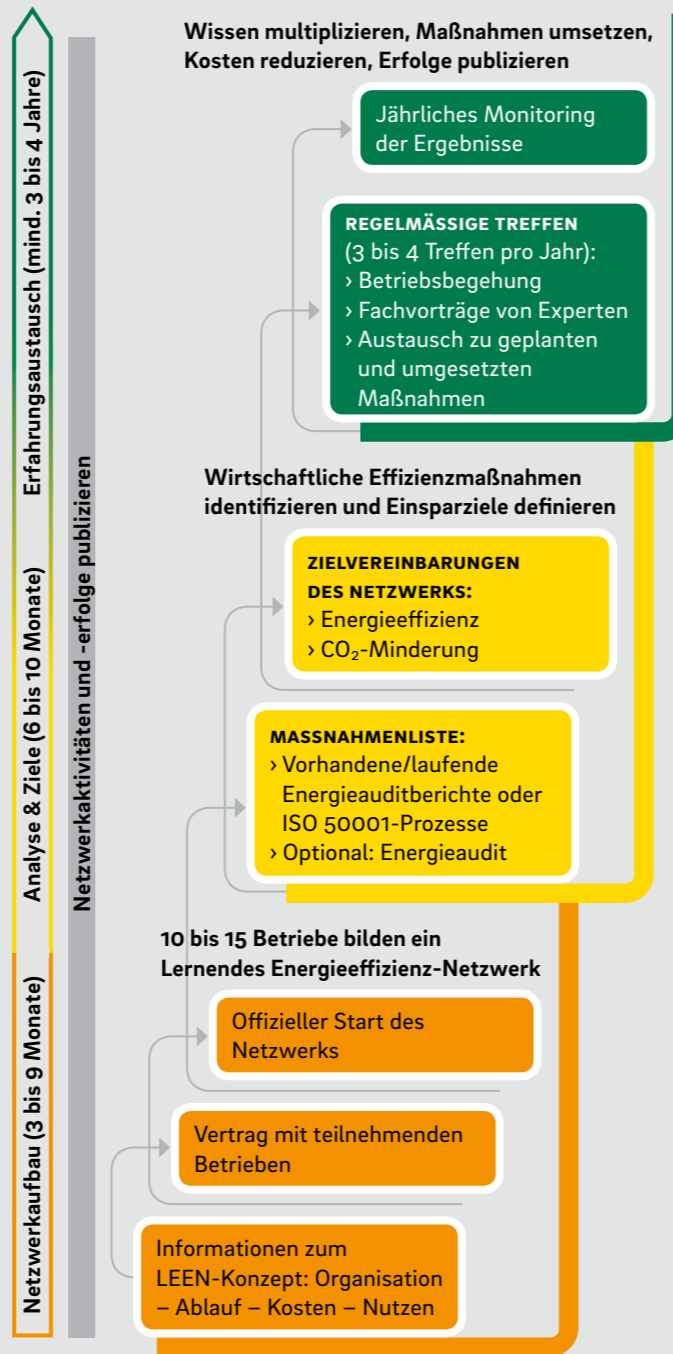 Wissen multiplizieren, Maßnahmen umsetzen,
Kosten reduzieren, Erfolge publizieren
Jährliches Monitoring
der Ergebnisse
REGELMÄSSIGE TREFFEN
(3 bis 4 Treffen pro Jahr):
› Betriebsbegehung
› Fachvorträge von Experten
› Austausch zu geplanten
und umgesetzten
Maßnahmen
Wirtschaftliche Effizienzmaßnahmen
identifizieren und Einsparziele definieren
ZIELVEREINBARUNGEN
DES NETZWERKS:
› Energieeffizienz
› CO₂-Minderung
MASSNAHMENLISTE:
› Vorhandene/laufende
Energieauditberichte oder
ISO 50001-Prozesse
› Optional: Energieaudit
10 bis 15 Betriebe bilden ein
Lernendes Energieeffizienz-Netzwerk
Offizieller Start des
Netzwerks
Vertrag mit teilnehmenden
Betrieben
Informationen zum
LEEN-Konzept: Organisation
– Ablauf – Kosten – Nutzen
Erfahrungsaustausch (mind. 3 bis 4 Jahre)
Analyse & Ziele (6 bis 10 Monate)
Netzwerkaufbau (3 bis 9 Monate)
Netzwerkaktivitäten und -erfolge publizieren